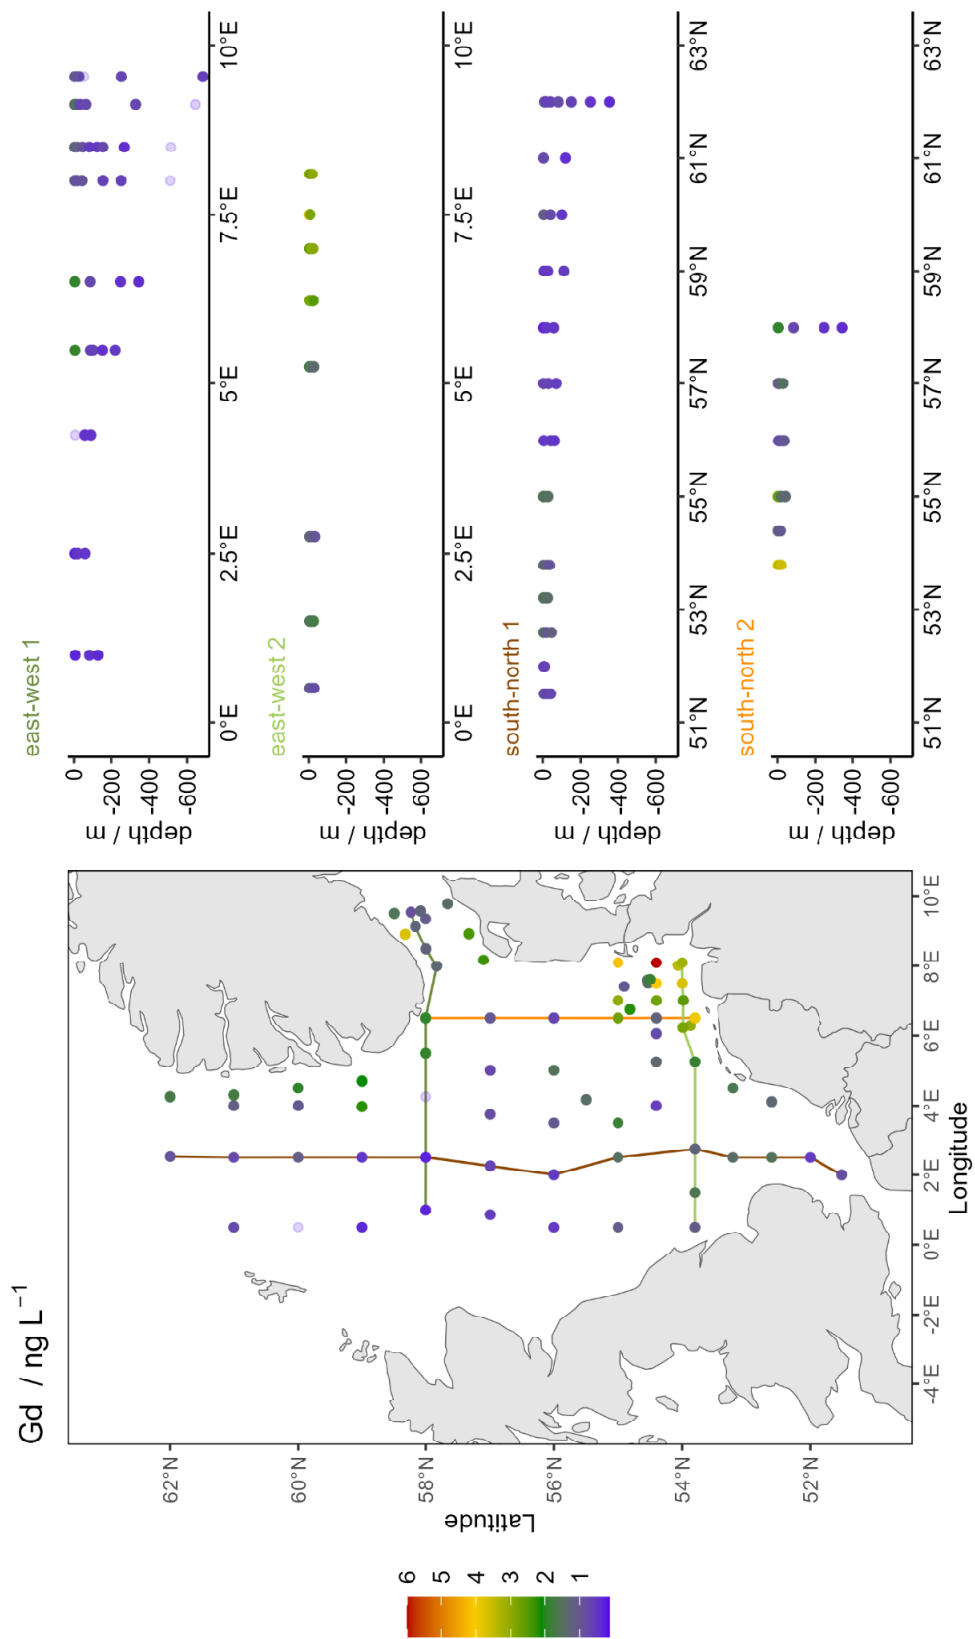 Gd / ng L⁻¹
6
5
4
3
2
1
Latitude
62°N
60°N
58°N
56°N
54°N
52°N
-4°E
-2°E
0°E
2°E
4°E
6°E
8°E
10°E
Longitude
east-west 1
depth / m
0
-200
-400
-600
0°E
2.5°E
5°E
7.5°E
10°E
east-west 2
depth / m
0
-200
-400
-600
0°E
2.5°E
5°E
7.5°E
10°E
south-north 1
depth / m
0
-200
-400
-600
51°N
53°N
55°N
57°N
59°N
61°N
63°N
south-north 2
depth / m
0
-200
-400
-600
51°N
53°N
55°N
57°N
59°N
61°N
63°N